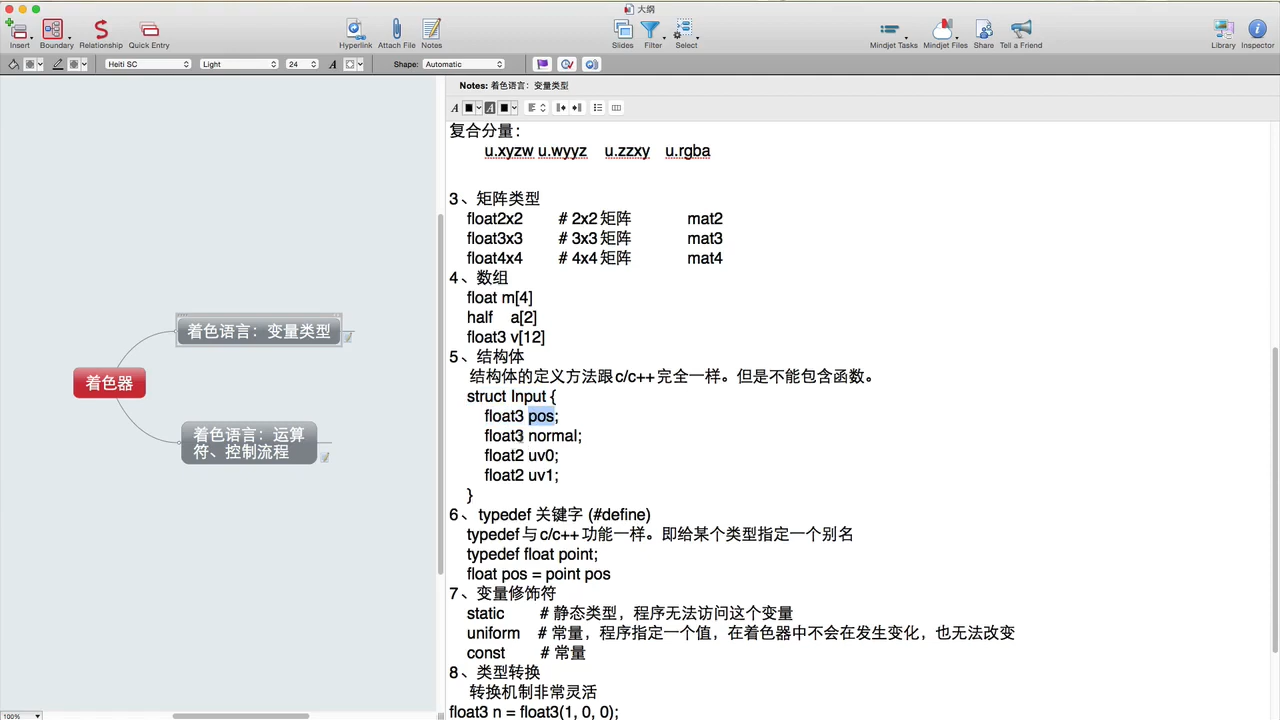 大纲
Insert Boundary Relationship Quick Entry Hyperlink Attach File Notes Slides Filter Select Mindjet Tasks Mindjet Files Share Tell a Friend Library Inspector
Heiti SC Light 24 A Shape: Automatic
Notes: 着色语言：变量类型
A A
复合分量：
u.xyzw u.wyyz u.zzxy u.rgba
3、矩阵类型
float2x2 # 2x2矩阵 mat2
float3x3 # 3x3矩阵 mat3
float4x4 # 4x4矩阵 mat4
4、数组
float m[4]
half a[2]
float3 v[12]
5、结构体
结构体的定义方法跟c/c++完全一样。但是不能包含函数。
struct Input {
float3 pos;
float3 normal;
float2 uv0;
float2 uv1;
}
6、typedef 关键字 (#define)
typedef与c/c++功能一样。即给某个类型指定一个别名
typedef float point;
float pos = point pos
7、变量修饰符
static # 静态类型，程序无法访问这个变量
uniform # 常量，程序指定一个值，在着色器中不会在发生变化，也无法改变
const # 常量
8、类型转换
转换机制非常灵活
float3 n = float3(1, 0, 0);
着色语言：变量类型
着色器
着色语言：运算
符、控制流程
100%